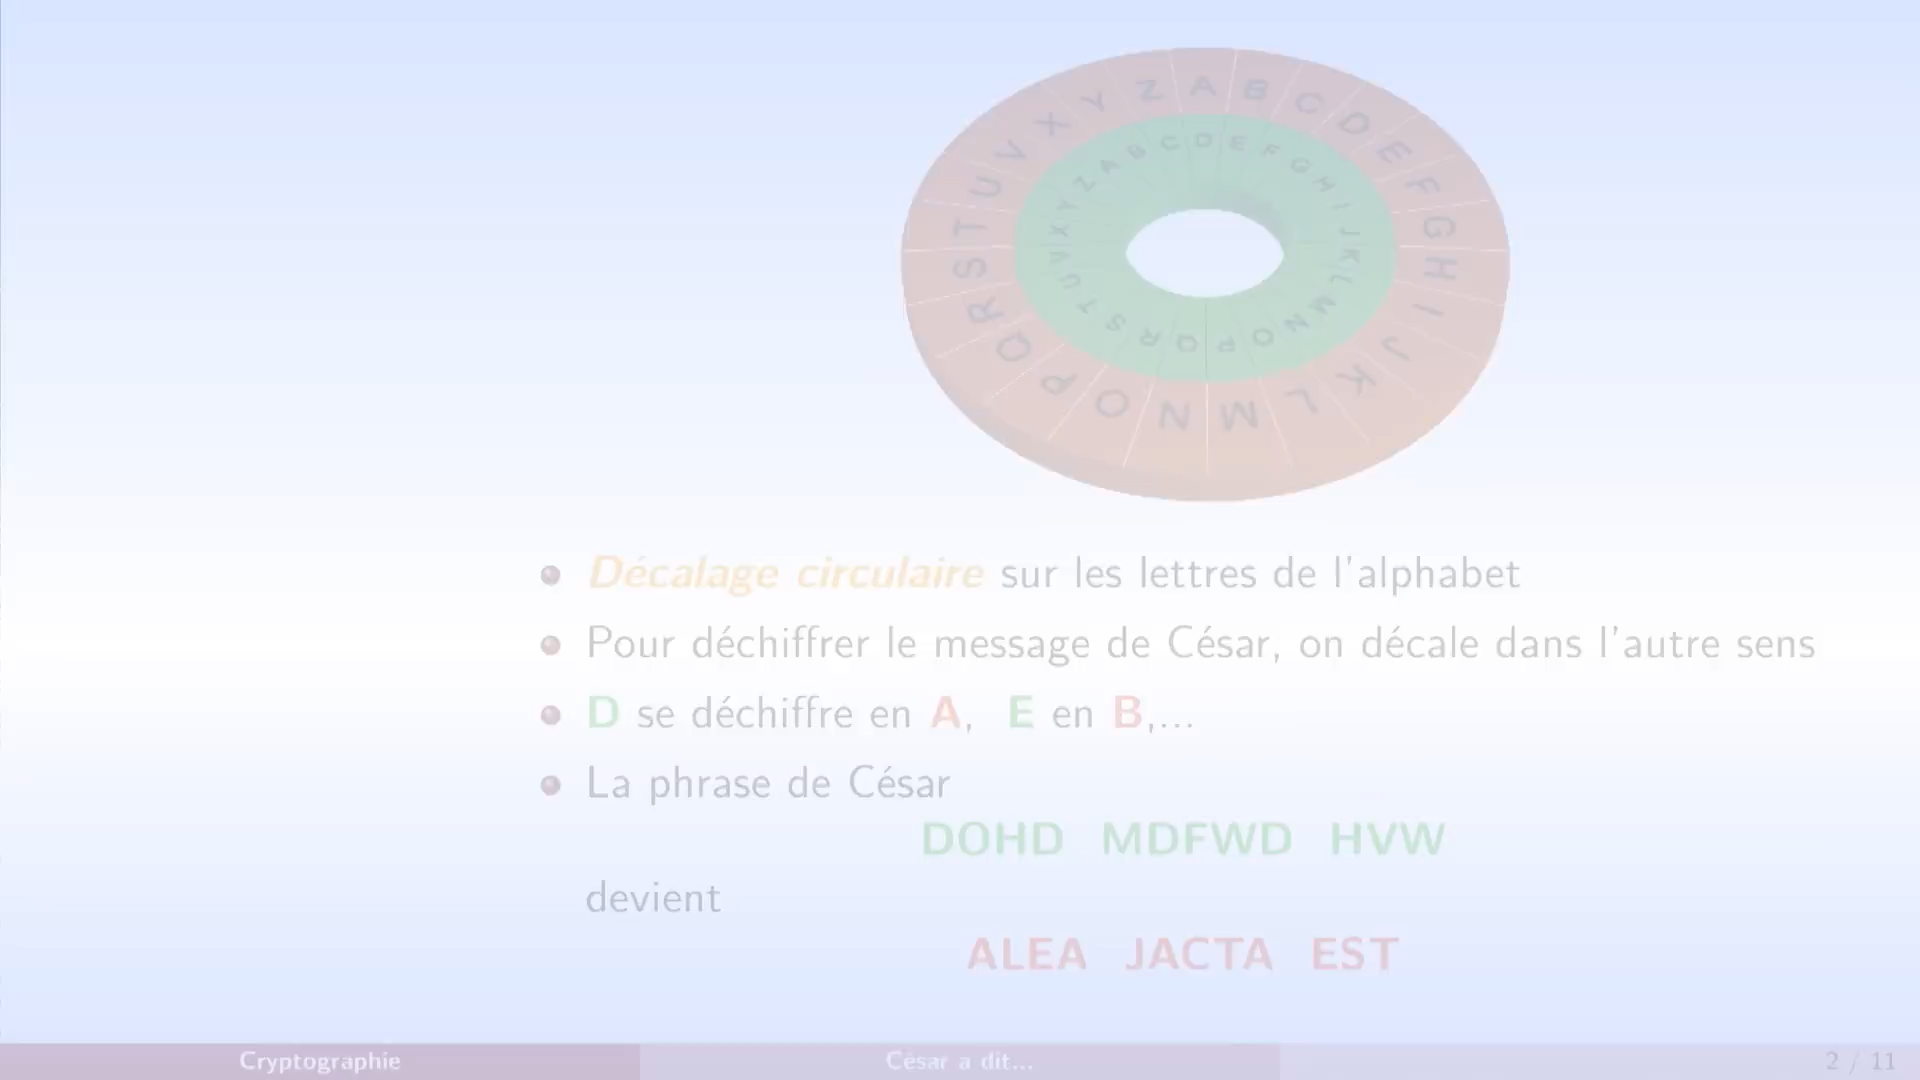 A B C D E F G H I J K L M N O P Q R S T U V X Y Z
A B C D E F G H I J K L M N O P Q R S T U V X Y Z
Décalage circulaire sur les lettres de l'alphabet
Pour déchiffrer le message de César, on décale dans l'autre sens
D se déchiffre en A, E en B,...
La phrase de César
DOHD MDFWD HVW
devient
ALEA JACTA EST
Cryptographie
César a dit...
2 / 11